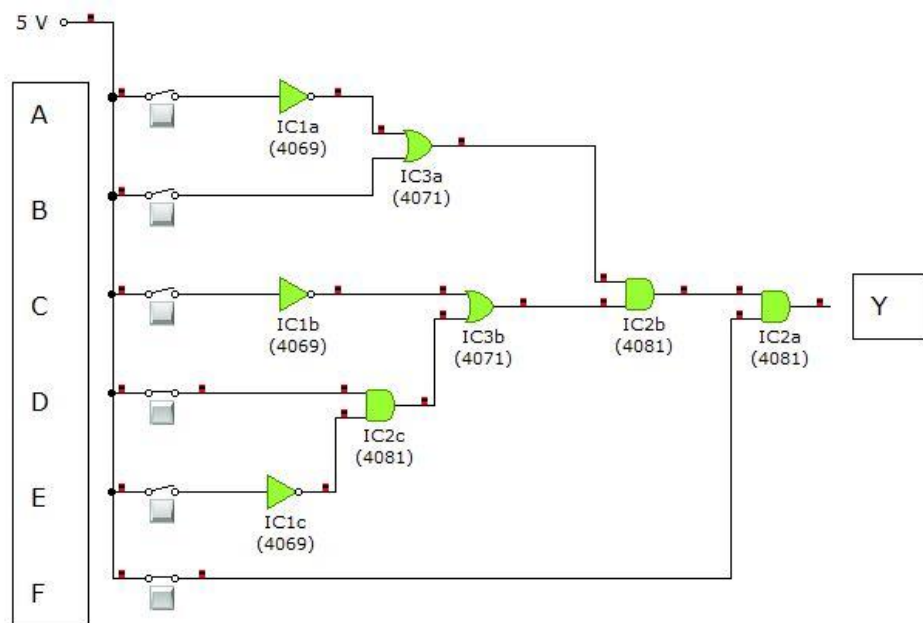 5 V
A
IC1a
(4069)
IC3a
(4071)
B
C
IC1b
(4069)
IC3b
(4071)
IC2b
(4081)
IC2a
(4081)
Y
D
IC2c
(4081)
E
IC1c
(4069)
F